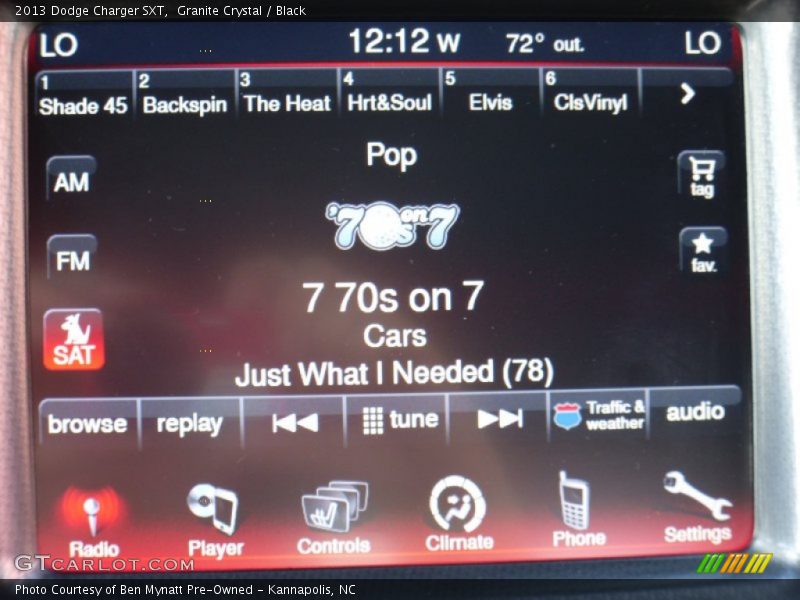 2013 Dodge Charger SXT,  Granite Crystal / Black
LO 12:12 W 72° out. LO
1 2 3 4 5 6
Shade 45 Backspin The Heat Hrt&Soul Elvis ClsVinyl
Pop
AM
tag
'70s on 7
FM
fav.
7 70s on 7
Cars
SAT
Just What I Needed (78)
browse replay tune Traffic & weather audio
Radio Player Controls Climate Phone Settings
GTCARLOT.COM
Photo Courtesy of Ben Mynatt Pre-Owned - Kannapolis, NC